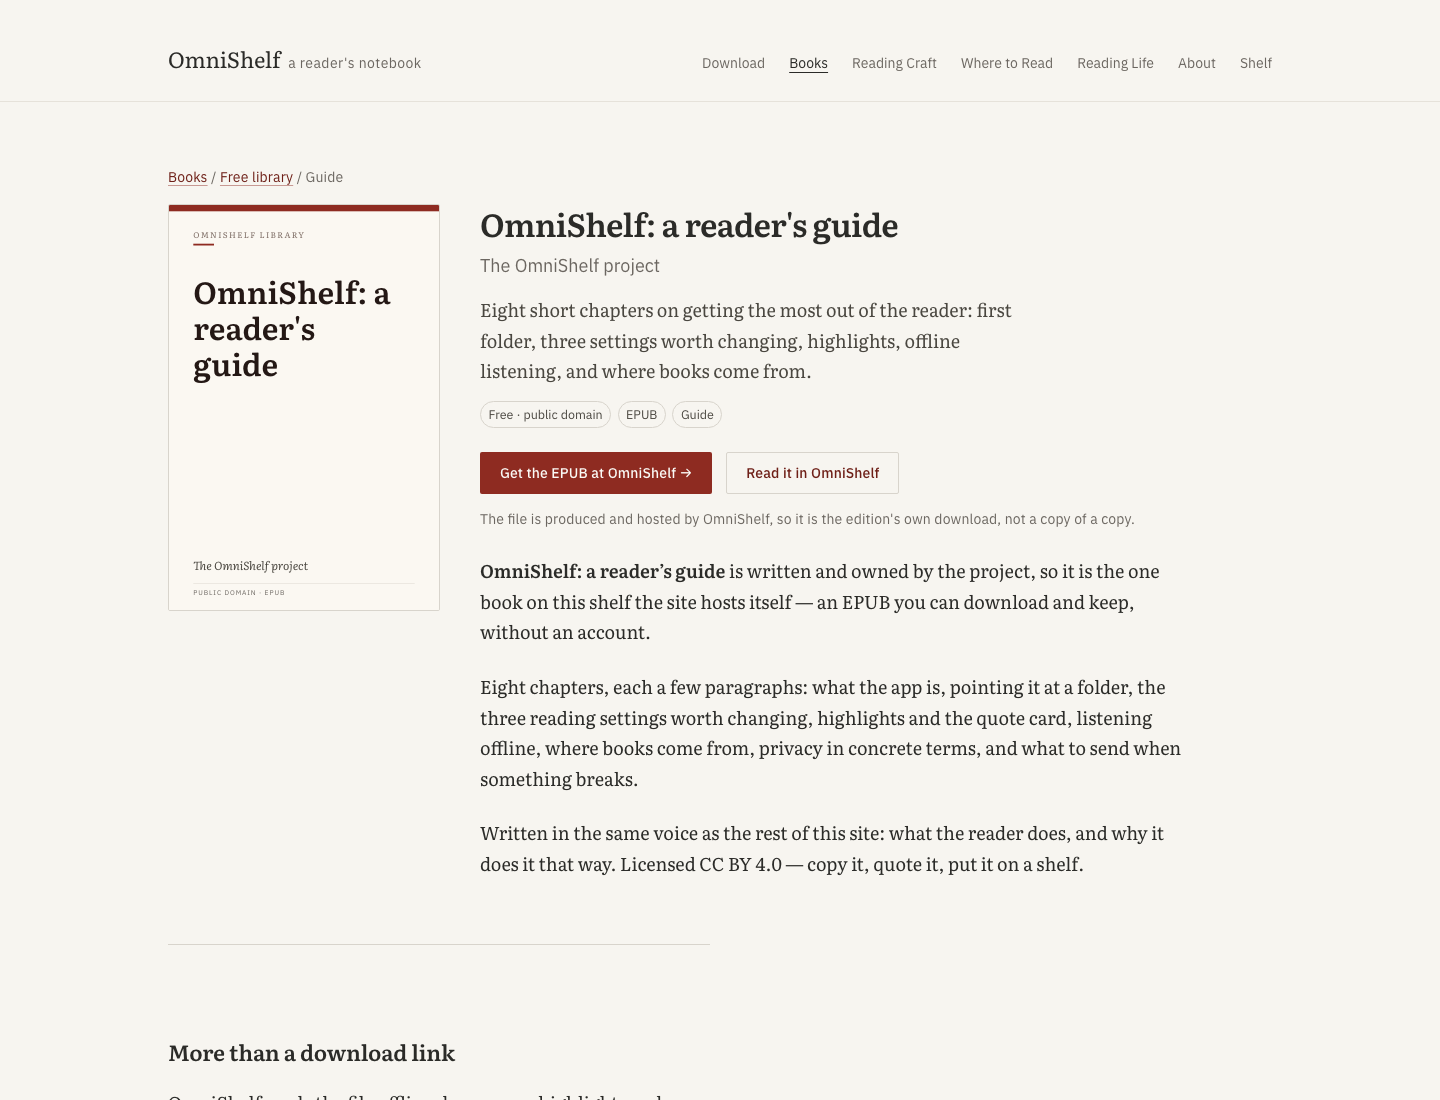 OmniShelf a reader's notebook
Download Books Reading Craft Where to Read Reading Life About Shelf
Books / Free library / Guide
OMNISHELF LIBRARY
OmniShelf: a
reader's
guide
The OmniShelf project
PUBLIC DOMAIN · EPUB
OmniShelf: a reader's guide
The OmniShelf project
Eight short chapters on getting the most out of the reader: first
folder, three settings worth changing, highlights, offline
listening, and where books come from.
Free · public domain EPUB Guide
Get the EPUB at OmniShelf → Read it in OmniShelf
The file is produced and hosted by OmniShelf, so it is the edition's own download, not a copy of a copy.
OmniShelf: a reader’s guide is written and owned by the project, so it is the one
book on this shelf the site hosts itself — an EPUB you can download and keep,
without an account.
Eight chapters, each a few paragraphs: what the app is, pointing it at a folder, the
three reading settings worth changing, highlights and the quote card, listening
offline, where books come from, privacy in concrete terms, and what to send when
something breaks.
Written in the same voice as the rest of this site: what the reader does, and why it
does it that way. Licensed CC BY 4.0 — copy it, quote it, put it on a shelf.
More than a download link